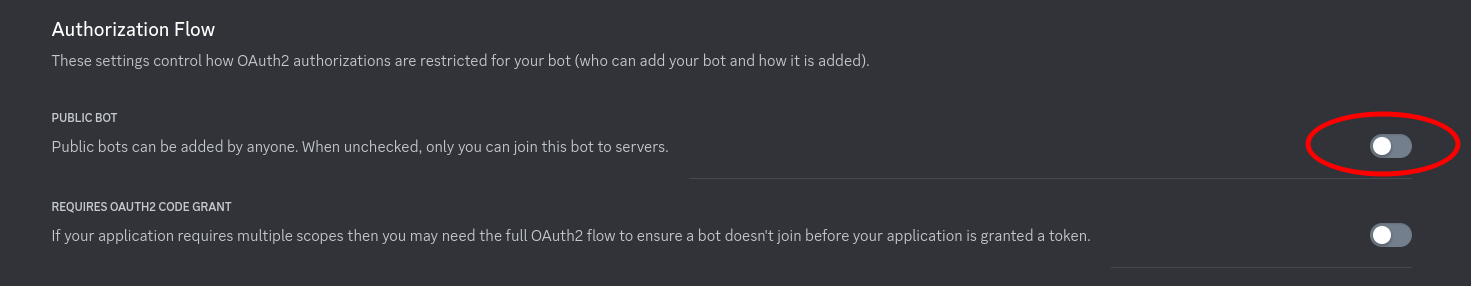 Authorization Flow
These settings control how OAuth2 authorizations are restricted for your bot (who can add your bot and how it is added).
PUBLIC BOT
Public bots can be added by anyone. When unchecked, only you can join this bot to servers.
REQUIRES OAUTH2 CODE GRANT
If your application requires multiple scopes then you may need the full OAuth2 flow to ensure a bot doesn't join before your application is granted a token.